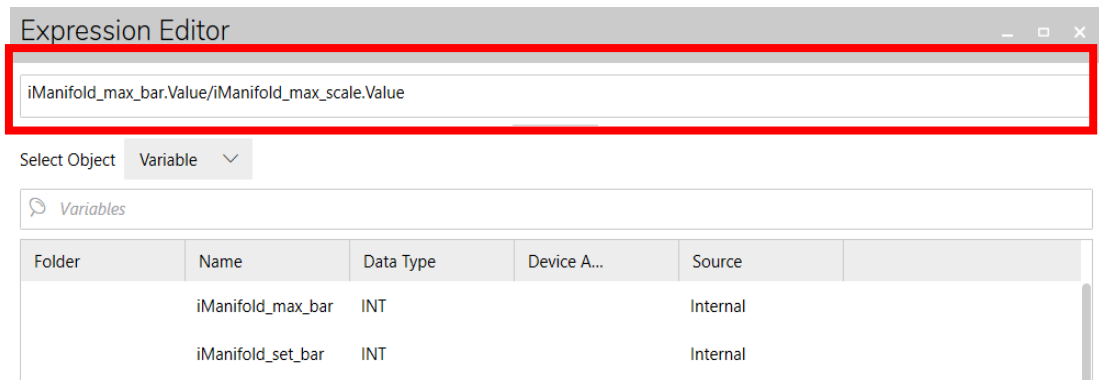 Expression Editor
iManifold_max_bar.Value/iManifold_max_scale.Value
Select Object Variable
Variables
Folder Name Data Type Device A... Source
iManifold_max_bar INT Internal
iManifold_set_bar INT Internal